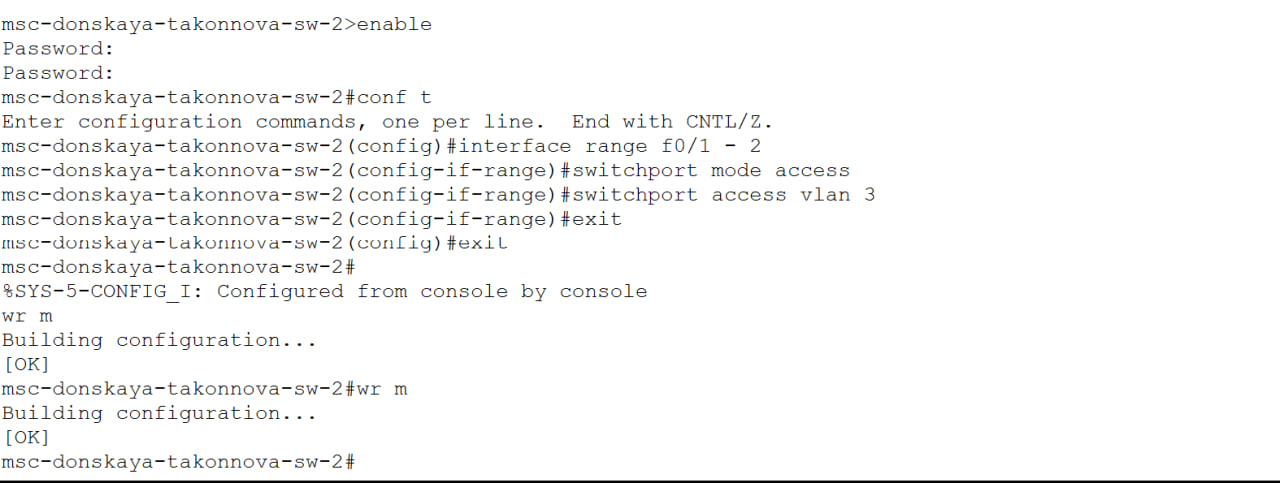 msc-donskaya-takonnova-sw-2>enable
Password:
Password:
msc-donskaya-takonnova-sw-2#conf t
Enter configuration commands, one per line.  End with CNTL/Z.
msc-donskaya-takonnova-sw-2(config)#interface range f0/1 - 2
msc-donskaya-takonnova-sw-2(config-if-range)#switchport mode access
msc-donskaya-takonnova-sw-2(config-if-range)#switchport access vlan 3
msc-donskaya-takonnova-sw-2(config-if-range)#exit
msc-donskaya-takonnova-sw-2(config)#exit
msc-donskaya-takonnova-sw-2#
%SYS-5-CONFIG_I: Configured from console by console
wr m
Building configuration...
[OK]
msc-donskaya-takonnova-sw-2#wr m
Building configuration...
[OK]
msc-donskaya-takonnova-sw-2#